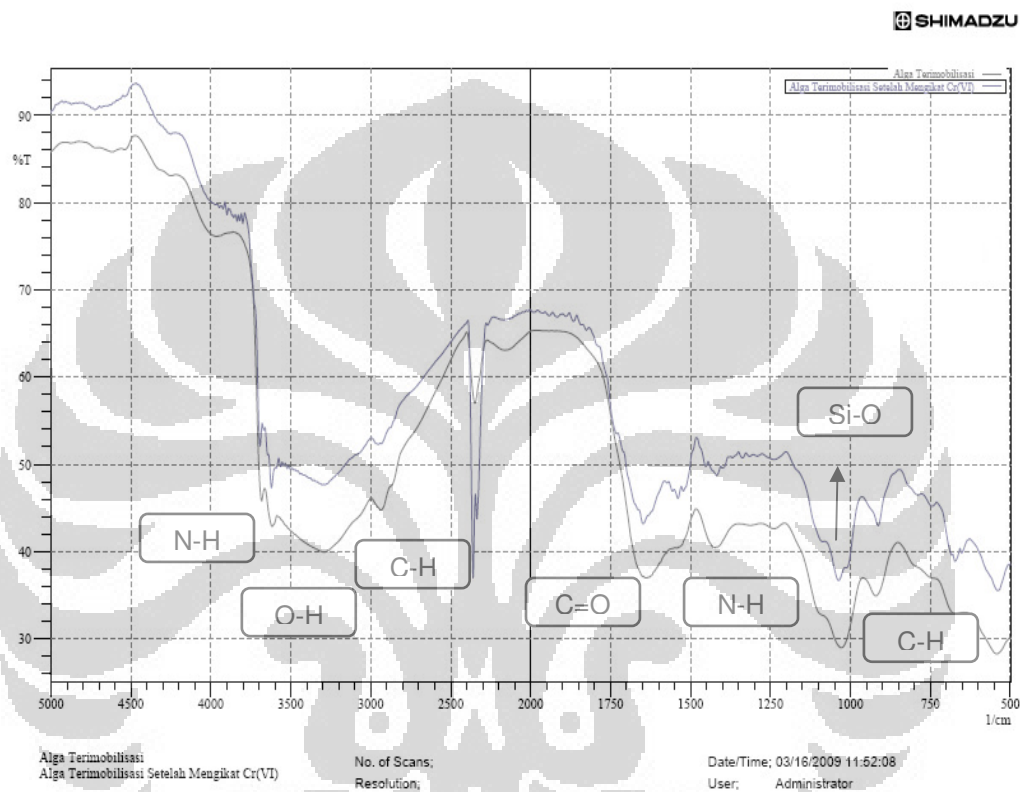 SHIMADZU
Alga Terimobilisasi
Alga Terimobilisasi Setelah Mengikat Cr(VI)
90
%T
80
70
60
50
40
30
Si-O
N-H
C-H
O-H
C=O
N-H
C-H
5000 4500 4000 3500 3000 2500 2000 1750 1500 1250 1000 750 500
1/cm
Alga Terimobilisasi
Alga Terimobilisasi Setelah Mengikat Cr(VI)
No. of Scans;
Resolution;
Date/Time; 03/16/2009 11:52:08
User; Administrator